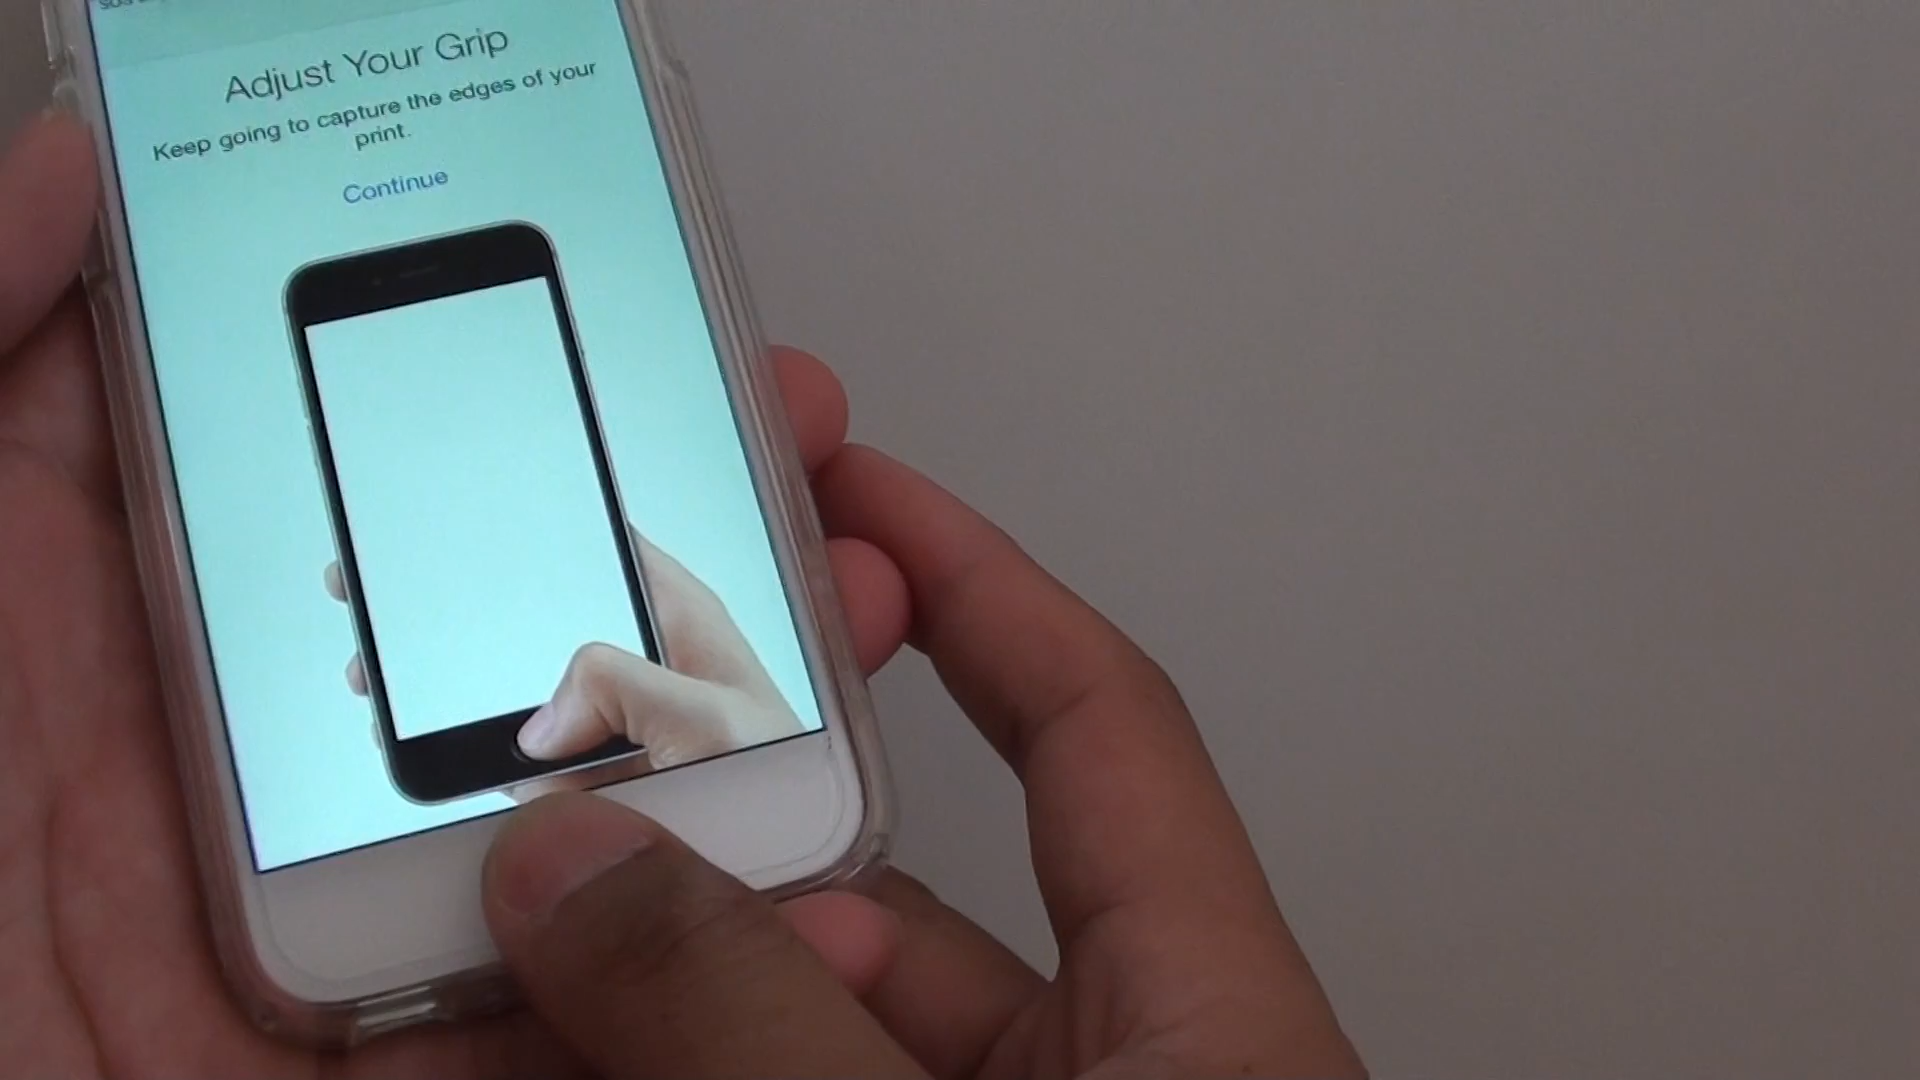 Adjust Your Grip
Keep going to capture the edges of your
print.
Continue